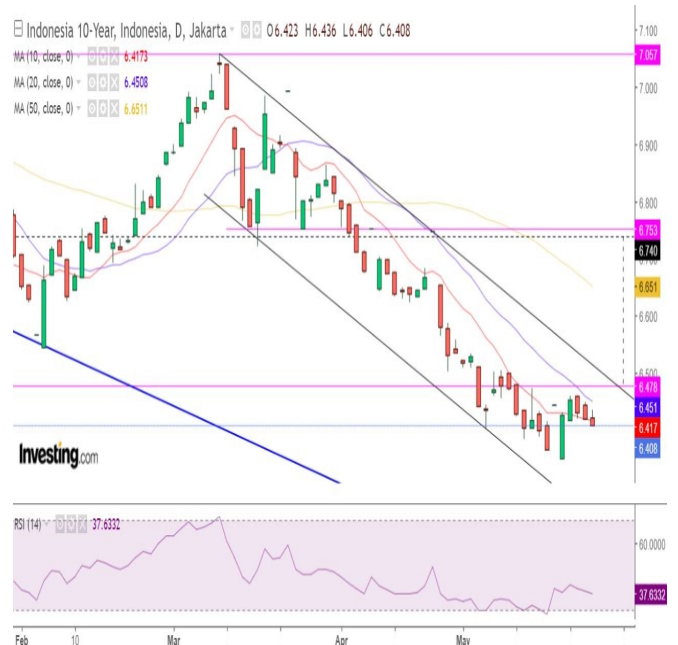 Indonesia 10-Year, Indonesia, D, Jakarta O6.423 H6.436 L6.406 C6.408
MA (10, close, 0) 6.4173
MA (20, close, 0) 6.4508
MA (50, close, 0) 6.6511
7.100
7.057
7.000
6.900
6.800
6.753
6.740
6.651
6.600
6.500
6.478
6.451
6.417
6.408
Investing.com
RSI (14) 37.6332
60.0000
37.6332
Feb 10 Mar Apr May